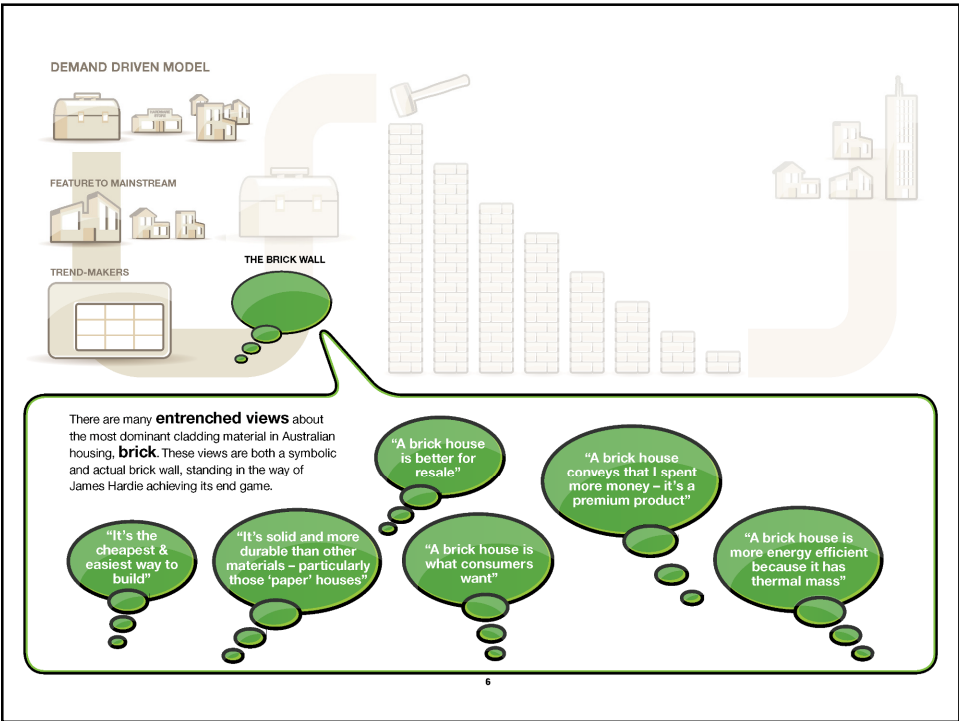 DEMAND DRIVEN MODEL
HARDWARE
STORE
FEATURE TO MAINSTREAM
TREND-MAKERS
THE BRICK WALL
There are many entrenched views about
the most dominant cladding material in Australian
housing, brick. These views are both a symbolic
and actual brick wall, standing in the way of
James Hardie achieving its end game.
“A brick house
is better for
resale”
“A brick house
conveys that I spent
more money – it’s a
premium product”
“It’s the
cheapest &
easiest way to
build”
“It’s solid and more
durable than other
materials – particularly
those ‘paper’ houses”
“A brick house is
what consumers
want”
“A brick house is
more energy efficient
because it has
thermal mass”
6